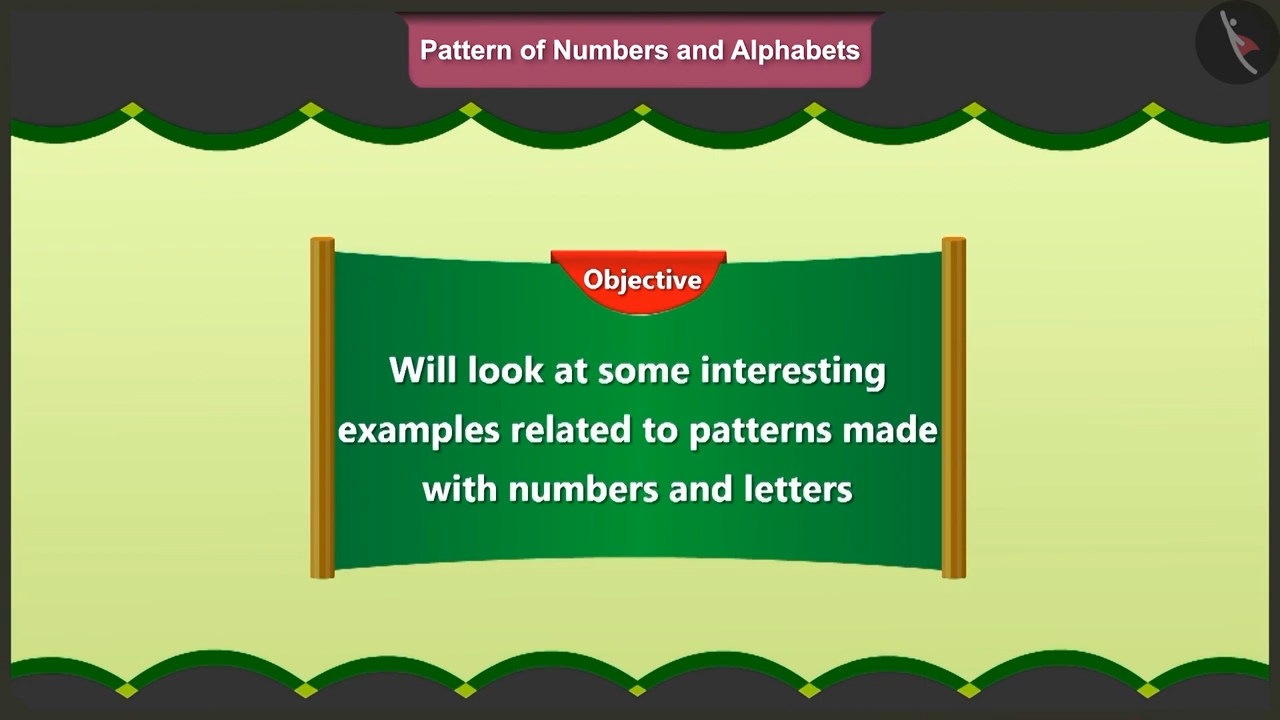 Pattern of Numbers and Alphabets
Objective
Will look at some interesting
examples related to patterns made
with numbers and letters